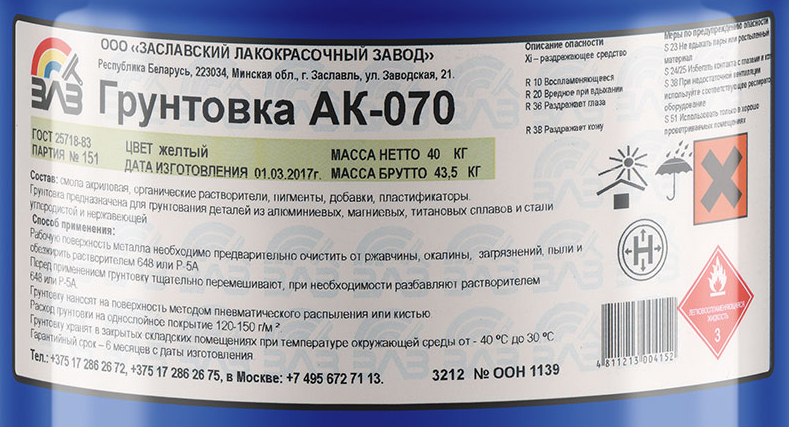 ООО «ЗАСЛАВСКИЙ ЛАКОКРАСОЧНЫЙ ЗАВОД»
Республика Беларусь, 223034, Минская обл., г. Заславль, ул. Заводская, 21.
ЗЛЗ
Грунтовка АК-070
ГОСТ 25718-83
ПАРТИЯ № 151
ЦВЕТ желтый
ДАТА ИЗГОТОВЛЕНИЯ 01.03.2017г.
МАССА НЕТТО 40 КГ
МАССА БРУТТО 43,5 КГ
Описание опасности
Xi – раздражающее средство
R 10 Воспламеняющееся
R 20 Вредное при вдыхании
R 36 Раздражает глаза
R 38 Раздражает кожу
Меры по предупреждению опасности
S 23 Не вдыхать пары или распыленный
материал
S 24/25 Избегать контакта с глазами и
S 38 При недостаточной вентиляции
используйте соответствующее
оборудование
S 51 Использовать только в хорошо
проветриваемых помещениях
Состав: смола акриловая, органические растворители, пигменты, добавки, пластификаторы.
Грунтовка предназначена для грунтования деталей из алюминиевых, магниевых, титановых сплавов и стали
углеродистой и нержавеющей
Способ применения:
Рабочую поверхность металла необходимо предварительно очистить от ржавчины, окалины, загрязнений, пыли и
обезжирить растворителем 648 или Р-5А
Перед применением грунтовку тщательно перемешивают, при необходимости разбавляют растворителем
648 или Р-5А.
Грунтовку наносят на поверхность методом пневматического распыления или кистью
Расход грунтовки на однослойное покрытие 120-150 г/м ²
Грунтовку хранят в закрытых складских помещениях при температуре окружающей среды от - 40 ºС до 30 ºС
Гарантийный срок – 6 месяцев с даты изготовления
Тел.: +375 17 286 26 72, +375 17 286 26 75, в Москве: +7 495 672 71 13.
3212 № ООН 1139
Н
4811213004152
ЛЕГКОВОСПЛАМЕНЯЮЩАЯСЯ
ЖИДКОСТЬ
3